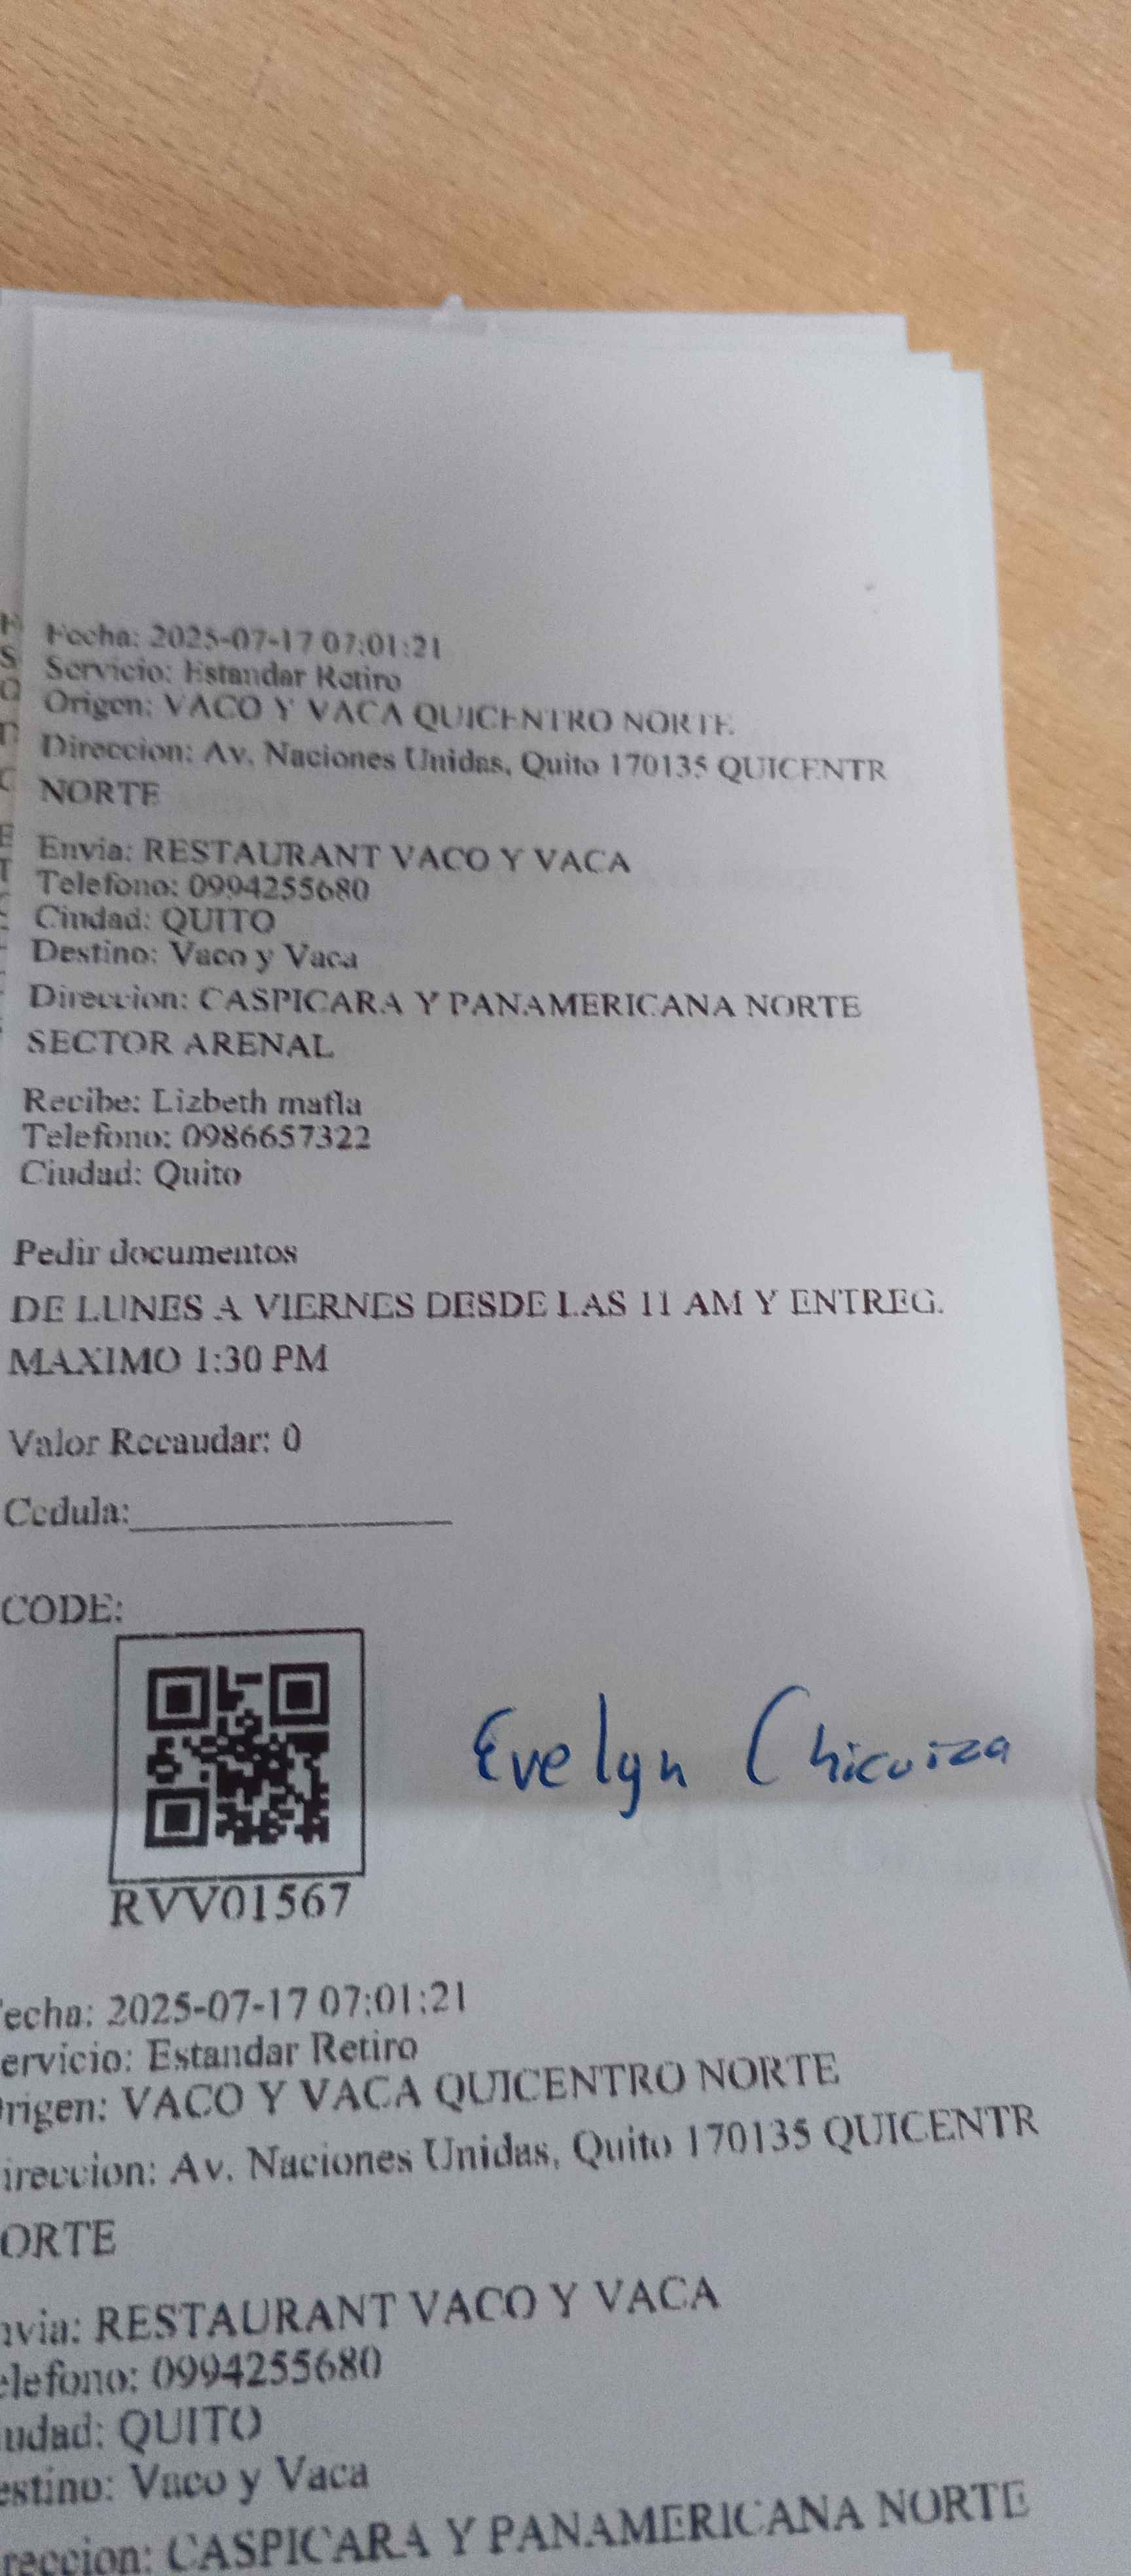 Fecha: 2025-07-17 07:01:21
Servicio: Estandar Retiro
Origen: VACO Y VACA QUICENTRO NORTE
Direccion: Av. Naciones Unidas, Quito 170135 QUICENTR
NORTE
Envia: RESTAURANT VACO Y VACA
Telefono: 0994255680
Ciudad: QUITO
Destino: Vaco y Vaca
Direccion: CASPICARA Y PANAMERICANA NORTE
SECTOR ARENAL
Recibe: Lizbeth mafla
Telefono: 0986657322
Ciudad: Quito
Pedir documentos
DE LUNES A VIERNES DESDE LAS 11 AM Y ENTREG.
MAXIMO 1:30 PM
Valor Recaudar: 0
Cedula:
CODE:
Evelyn Chicaiza
RVV01567
echa: 2025-07-17 07:01:21
ervicio: Estandar Retiro
rigen: VACO Y VACA QUICENTRO NORTE
ireccion: Av. Naciones Unidas, Quito 170135 QUICENTR
ORTE
nvia: RESTAURANT VACO Y VACA
elefono: 0994255680
udad: QUITO
estino: Vaco y Vaca
reccion: CASPICARA Y PANAMERICANA NORTE